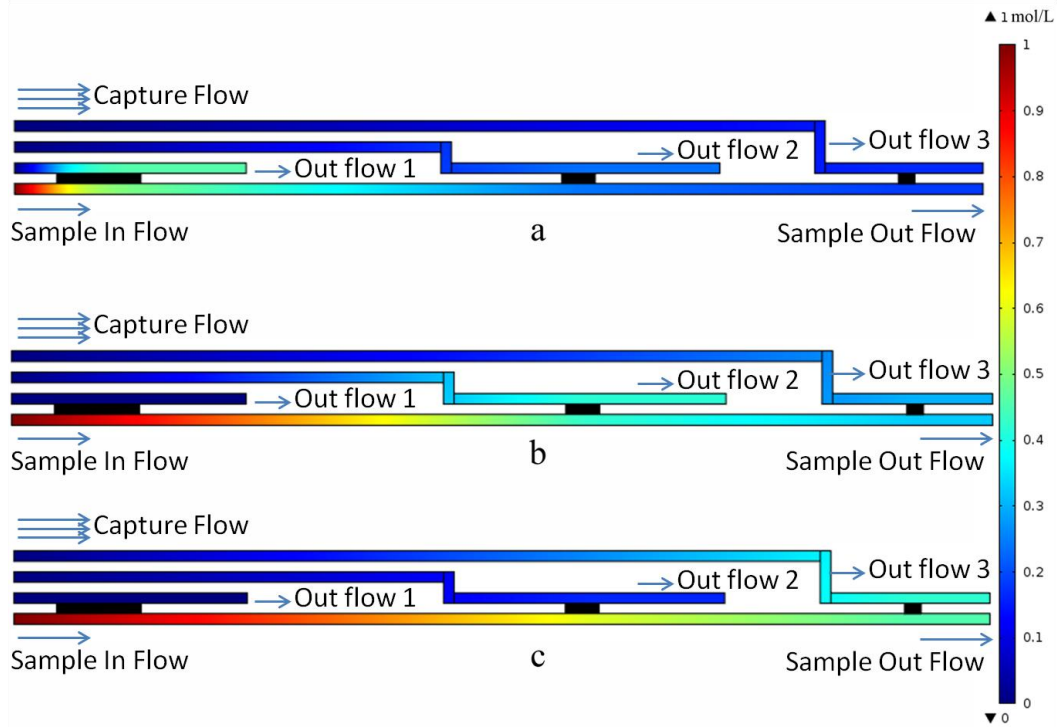 ▲ 1 mol/L
1
0.9
0.8
0.7
0.6
0.5
0.4
0.3
0.2
0.1
0
▼ 0
Capture Flow
Out flow 3
Out flow 2
Out flow 1
Sample In Flow
a
Sample Out Flow
Capture Flow
Out flow 3
Out flow 2
Out flow 1
Sample In Flow
b
Sample Out Flow
Capture Flow
Out flow 3
Out flow 2
Out flow 1
Sample In Flow
c
Sample Out Flow